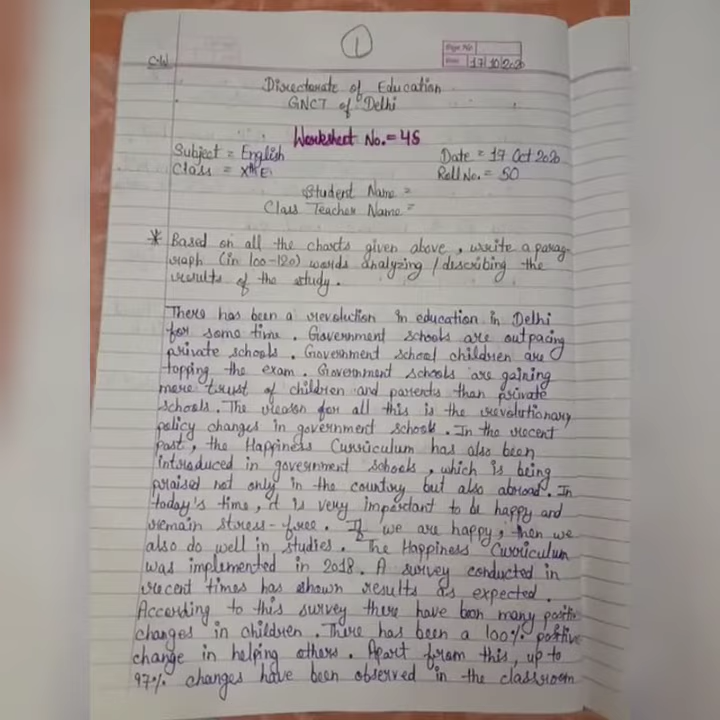 1
C.W.
Page No.
Date 17/10/2020
Directorate of Education
GNCT of Delhi
Worksheet No. = 45
Subject = English
Date = 17 Oct 2020
Class = Xth E
Roll No. = 50
Student Name =
Class Teacher Name =
* Based on all the charts given above, write a parag-
raph (in 100-120) words analyzing / describing the
results of the study.
There has been a revolution in education in Delhi
for some time. Government schools are outpacing
private schools. Government school children are
topping the exam. Government schools are gaining
more trust of children and parents than private
schools. The reason for all this is the revolutionary
policy changes in government schools. In the recent
past, the Happiness Curriculum has also been
introduced in government schools, which is being
praised not only in the country but also abroad. In
today's time, it is very important to be happy and
remain stress-free. If we are happy, then we
also do well in studies. The Happiness Curriculum
was implemented in 2018. A survey conducted in
recent times has shown results as expected.
According to this survey there have been many positive
changes in children. There has been a 100% positive
change in helping others. Apart from this, up to
97% changes have been observed in the classroom